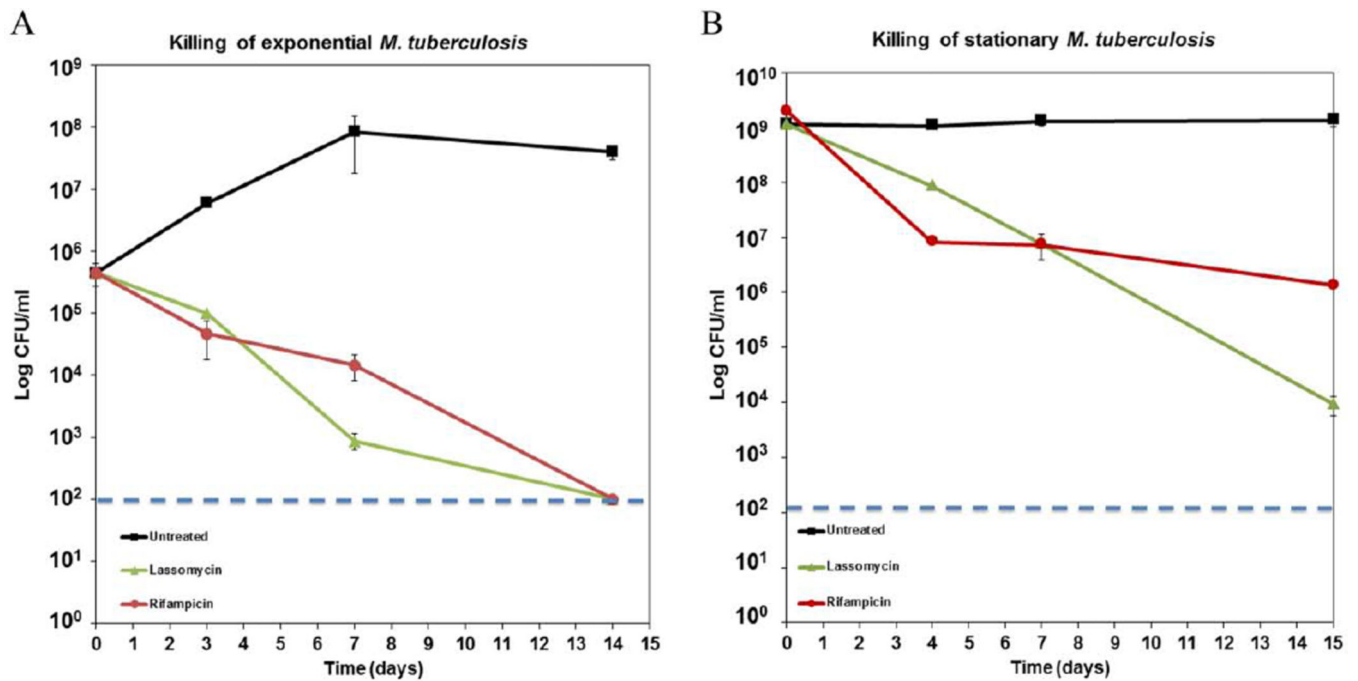 A
Killing of exponential M. tuberculosis
10⁹
10⁸
10⁷
10⁶
10⁵
10⁴
10³
10²
10¹
10⁰
Log CFU/ml
Untreated
Lassomycin
Rifampicin
0 1 2 3 4 5 6 7 8 9 10 11 12 13 14 15
Time (days)
B
Killing of stationary M. tuberculosis
10¹⁰
10⁹
10⁸
10⁷
10⁶
10⁵
10⁴
10³
10²
10¹
10⁰
Log CFU/ml
Untreated
Lassomycin
Rifampicin
0 1 2 3 4 5 6 7 8 9 10 11 12 13 14 15
Time (days)